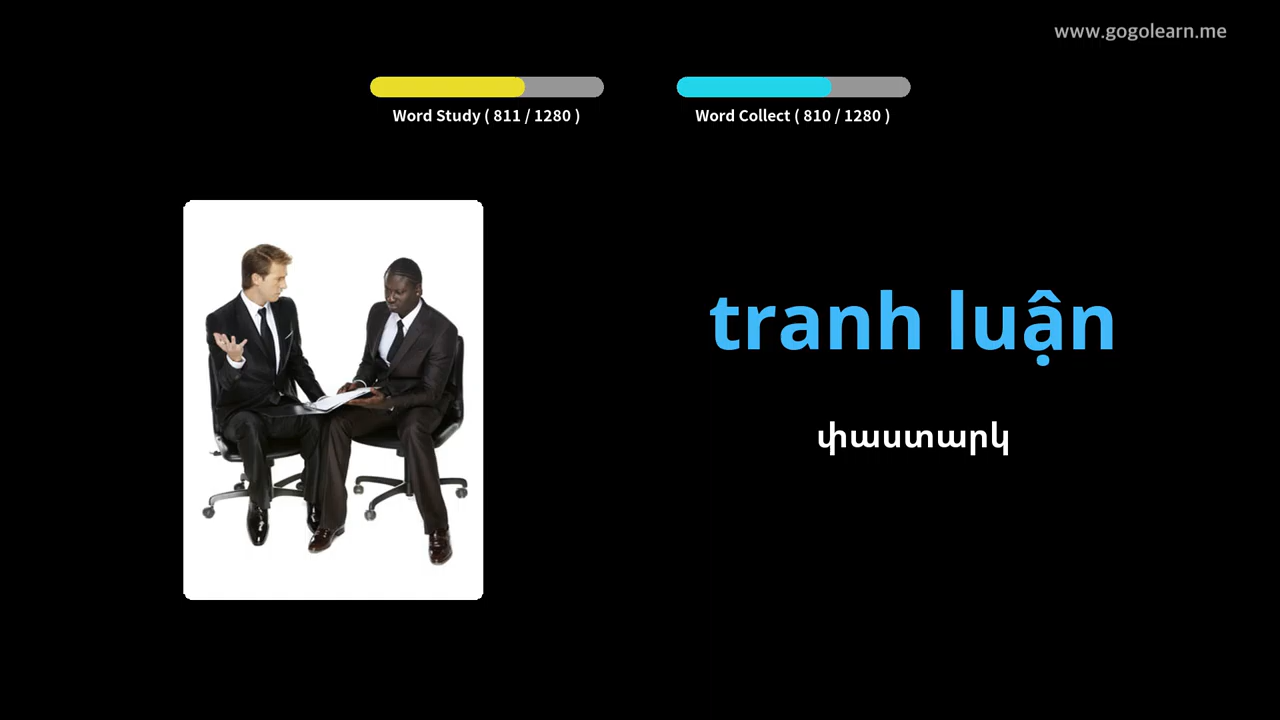 www.gogolearn.me
Word Study ( 811 / 1280 )
Word Collect ( 810 / 1280 )
tranh luận
փաստարկ